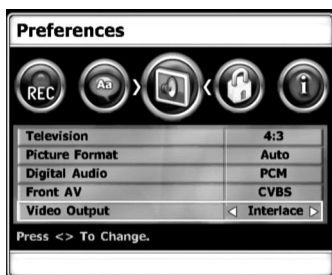 Preferences
REC Aa i
Television 4:3
Picture Format Auto
Digital Audio PCM
Front AV CVBS
Video Output Interlace
Press <> To Change.